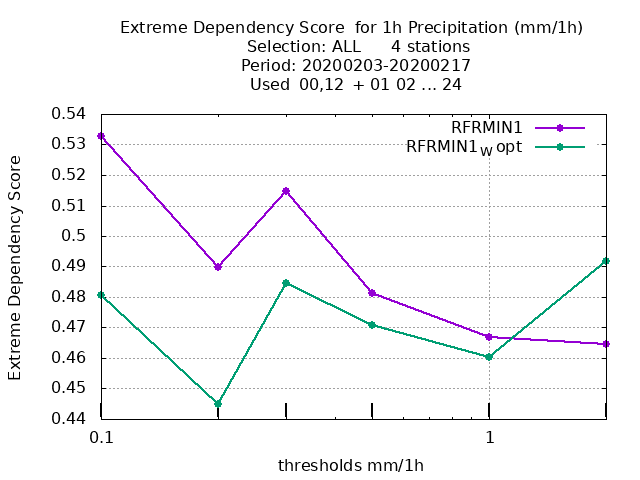 Extreme Dependency Score  for 1h Precipitation (mm/1h)
Selection: ALL      4 stations
Period: 20200203-20200217
Used  00,12  + 01 02 ... 24
RFRMIN1
RFRMIN1W opt
0.54
0.53
0.52
0.51
0.5
0.49
0.48
0.47
0.46
0.45
0.44
Extreme Dependency Score
0.1
1
thresholds mm/1h